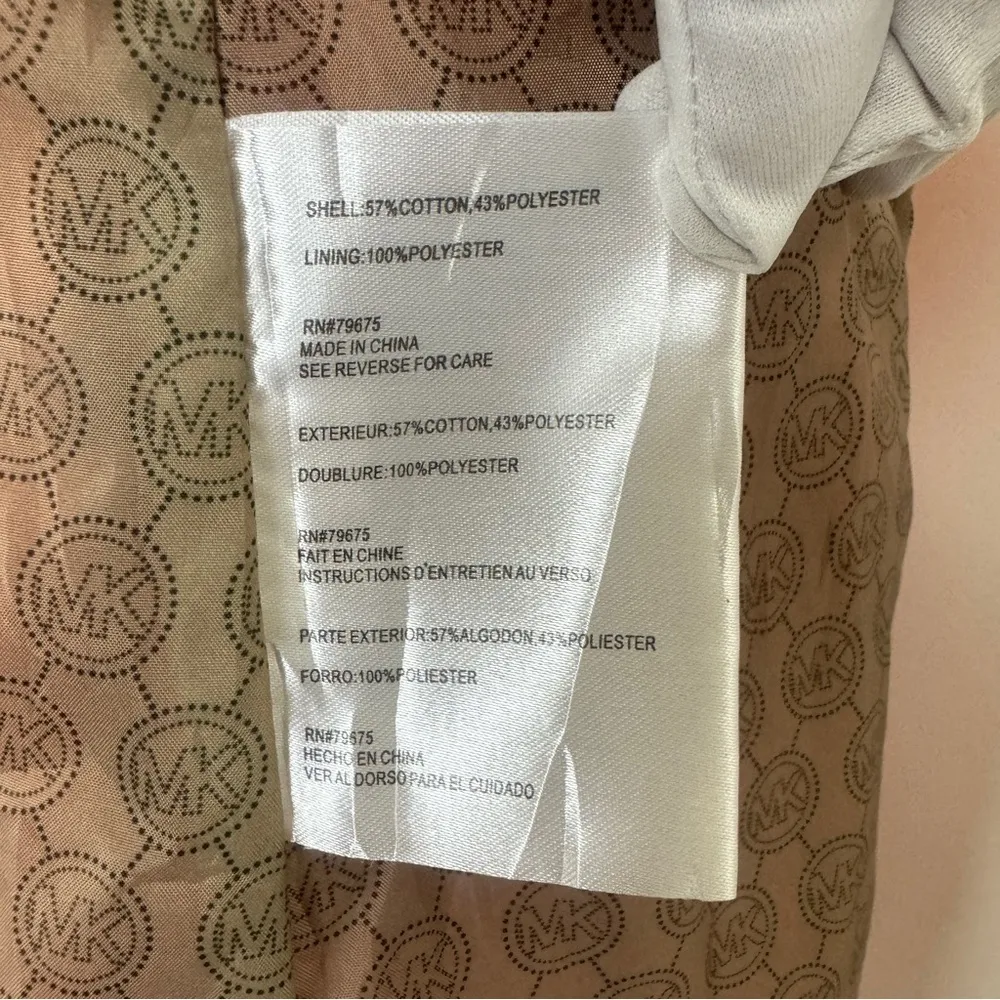 SHELL:57%COTTON,43%POLYESTER
LINING:100%POLYESTER
RN#79675
MADE IN CHINA
SEE REVERSE FOR CARE
EXTERIEUR:57%COTTON,43%POLYESTER
DOUBLURE:100%POLYESTER
RN#79675
FAIT EN CHINE
INSTRUCTIONS D'ENTRETIEN AU VERSO
PARTE EXTERIOR:57%ALGODON,43%POLIESTER
FORRO:100%POLIESTER
RN#79675
HECHO EN CHINA
VER AL DORSO PARA EL CUIDADO
MK